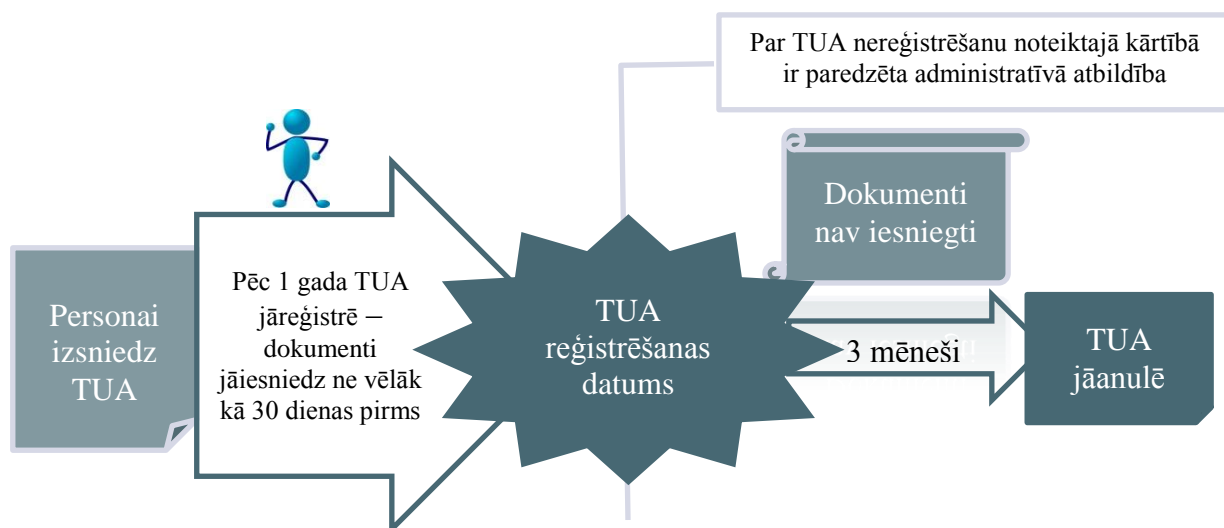 Par TUA nereģistrēšanu noteiktajā kārtībā
ir paredzēta administratīvā atbildība
Personai
izsniedz
TUA
Pēc 1 gada TUA
jāreģistrē –
dokumenti
jāiesniedz ne vēlāk
kā 30 dienas pirms
TUA
reģistrēšanas
datums
Dokumenti
nav iesniegti
3 mēneši
TUA
jāanulē